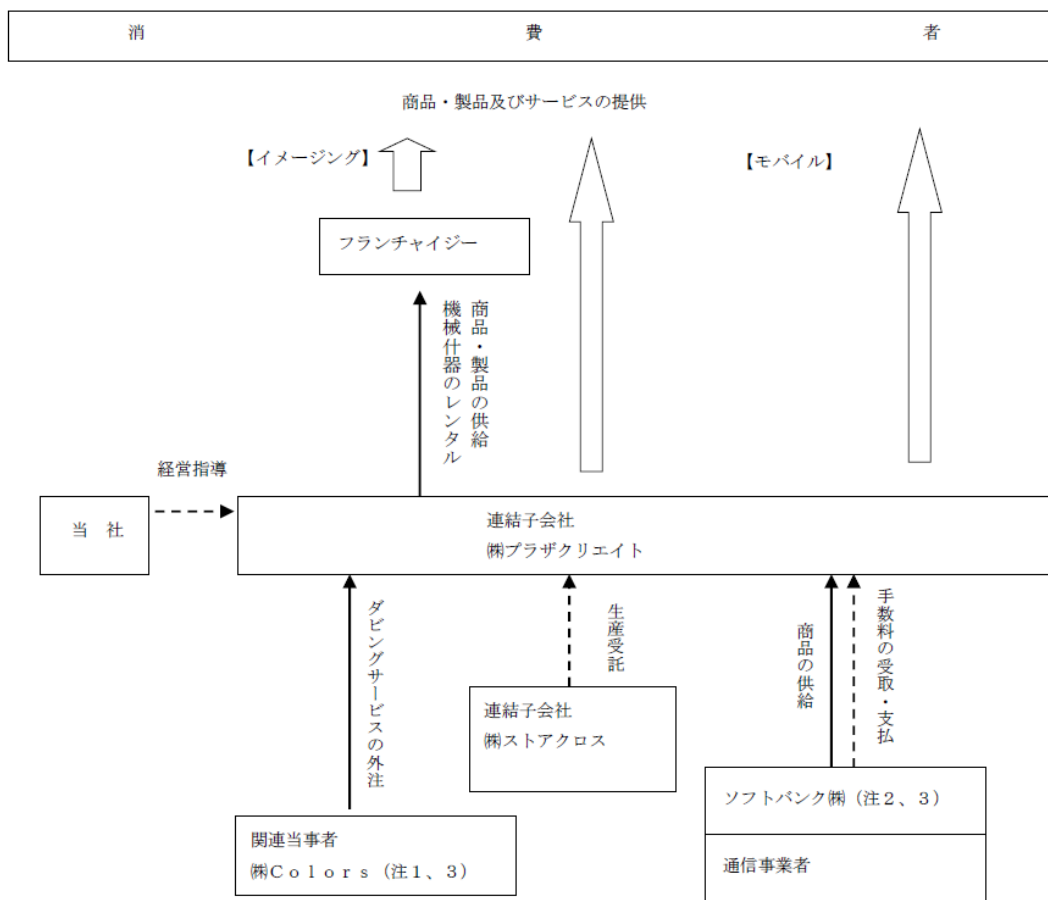 消費者
商品・製品及びサービスの提供
【イメージング】
【モバイル】
フランチャイジー
商品・製品の供給
機械什器のレンタル
経営指導
当社
連結子会社
㈱プラザクリエイト
ダビングサービスの外注
生産受託
商品の供給
手数料の受取・支払
連結子会社
㈱ストアクロス
ソフトバンク㈱（注２、３）
通信事業者
関連当事者
㈱Ｃｏｌｏｒｓ（注１、３）